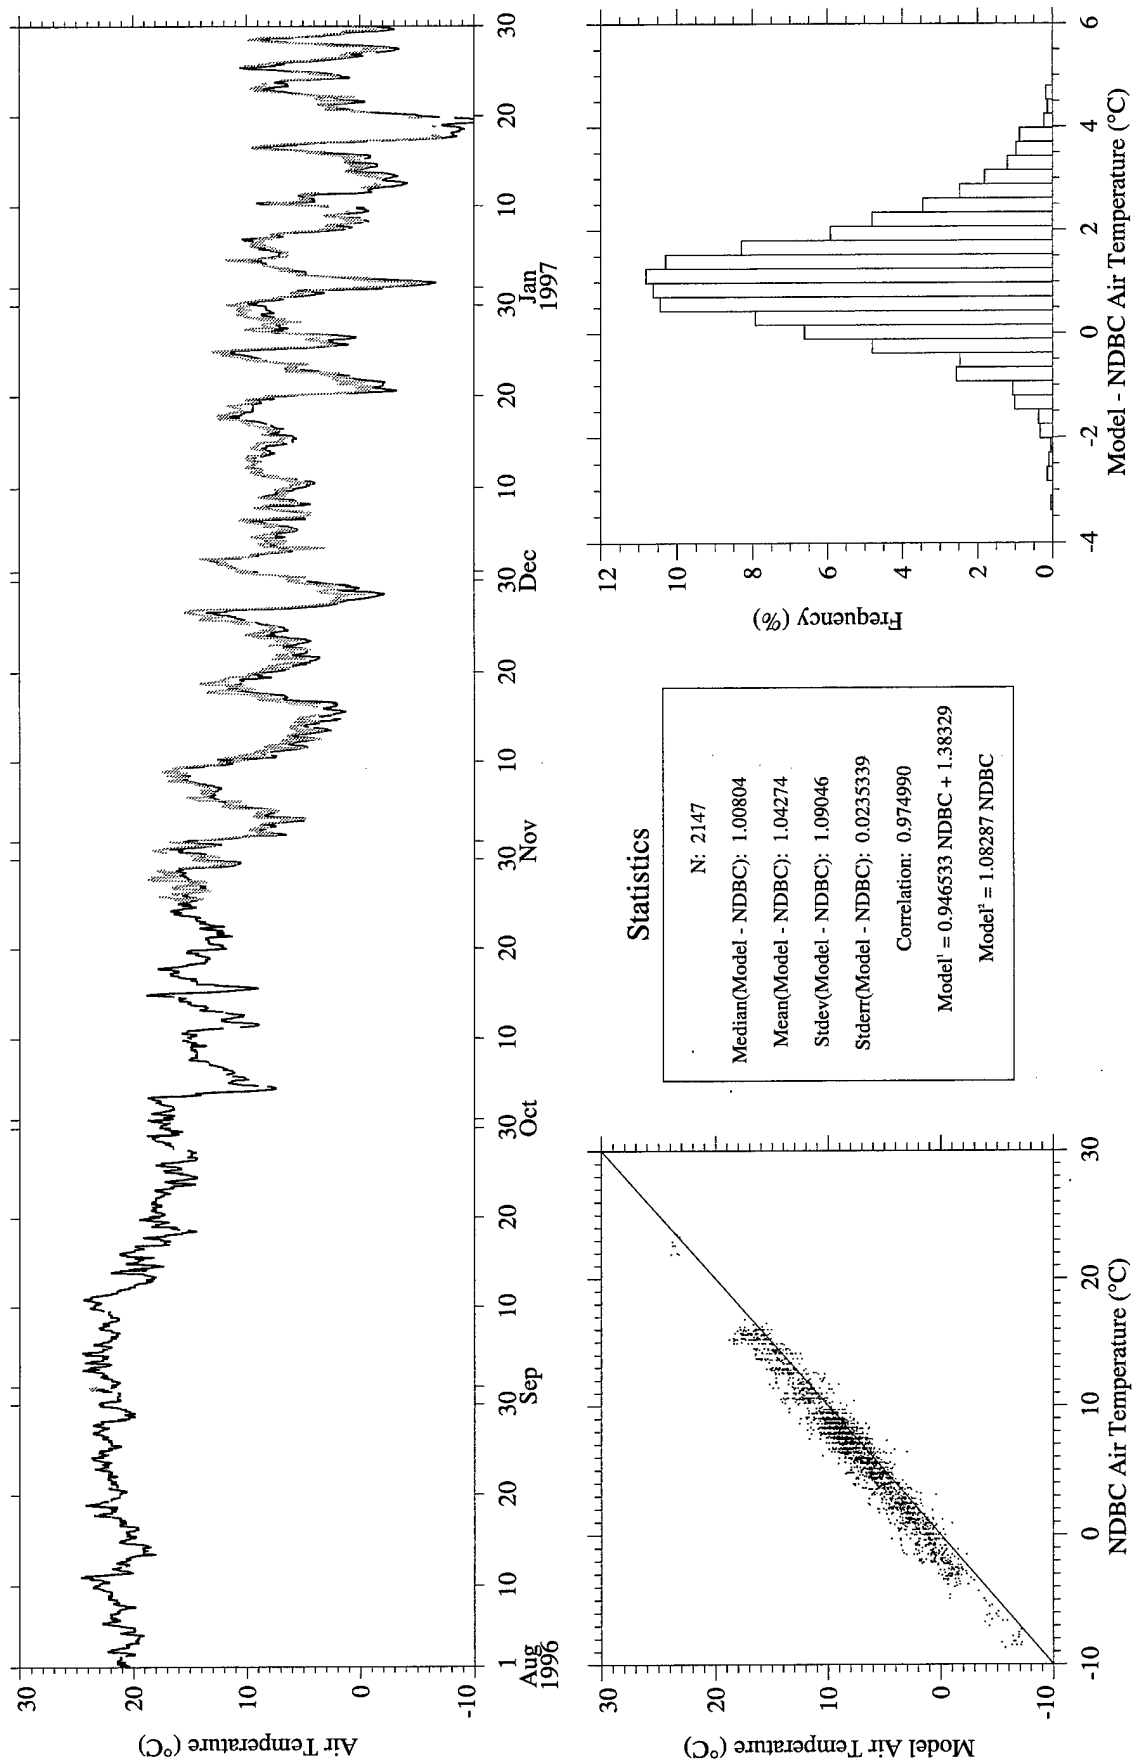 30
20
10
0
-10
Air Temperature (°C)
1 10 20 30 10 20 30 10 20 30 10 20 30 10 20 30 10 20 30
Aug Sep Oct Nov Dec Jan
1996 1997
30
20
10
0
-10
Model Air Temperature (°C)
-10 0 10 20 30
NDBC Air Temperature (°C)
Statistics
N: 2147
Median(Model - NDBC): 1.00804
Mean(Model - NDBC): 1.04274
Stdev(Model - NDBC): 1.09046
Stderr(Model - NDBC): 0.0235339
Correlation: 0.974990
Model¹ = 0.946533 NDBC + 1.38329
Model² = 1.08287 NDBC
12
10
8
6
4
2
0
Frequency (%)
-4 -2 0 2 4 6
Model - NDBC Air Temperature (°C)